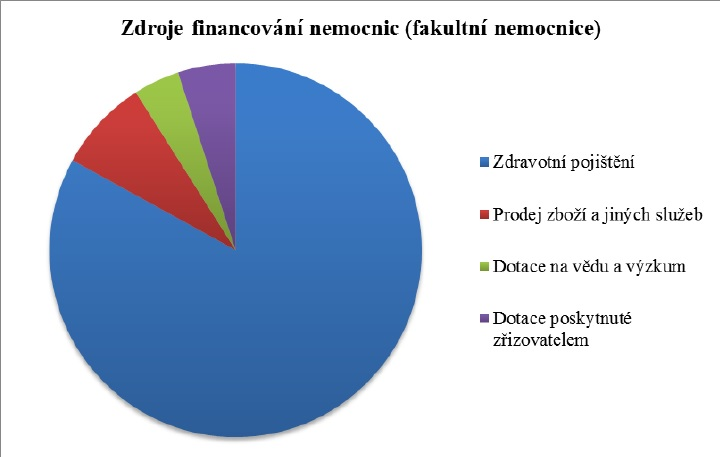 Zdroje financování nemocnic (fakultní nemocnice)
Zdravotní pojištění
Prodej zboží a jiných služeb
Dotace na vědu a výzkum
Dotace poskytnuté
zřizovatelem